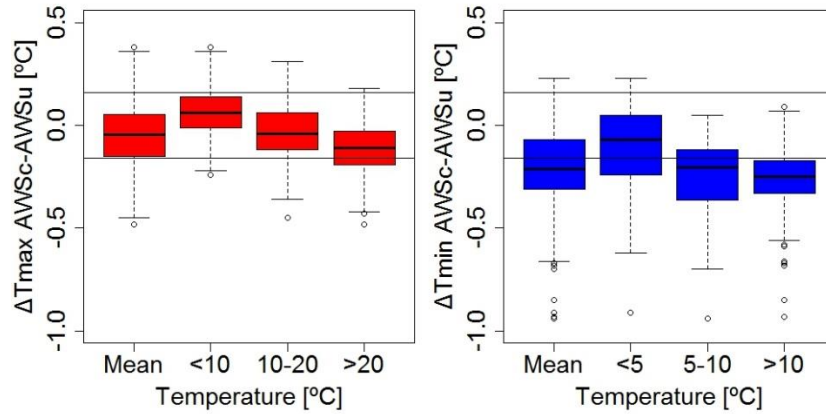 ΔTmax AWSc-AWSu [ºC]
0.5
0.0
-0.5
-1.0
Mean <10 10-20 >20
Temperature [ºC]
ΔTmin AWSc-AWSu [ºC]
0.5
0.0
-0.5
-1.0
Mean <5 5-10 >10
Temperature [ºC]